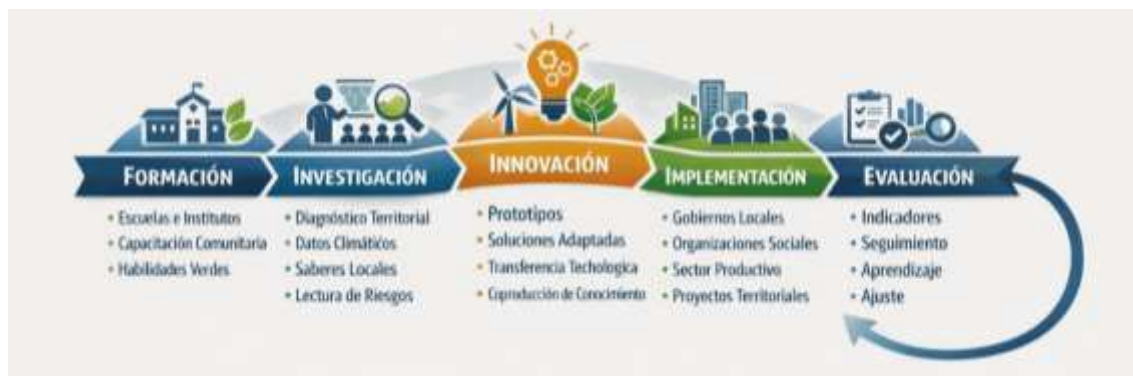 FORMACIÓN
• Escuelas e Institutos
• Capacitación Comunitaria
• Habilidades Verdes
INVESTIGACIÓN
• Diagnóstico Territorial
• Datos Climáticos
• Saberes Locales
• Lectura de Riesgos
INNOVACIÓN
• Prototipos
• Soluciones Adaptadas
• Transferencia Techologica
• Coproducción de Conocimiento
IMPLEMENTACIÓN
• Gobiernos Locales
• Organizaciones Sociales
• Sector Productivo
• Proyectos Territoriales
EVALUACIÓN
• Indicadores
• Seguimiento
• Aprendizaje
• Ajuste